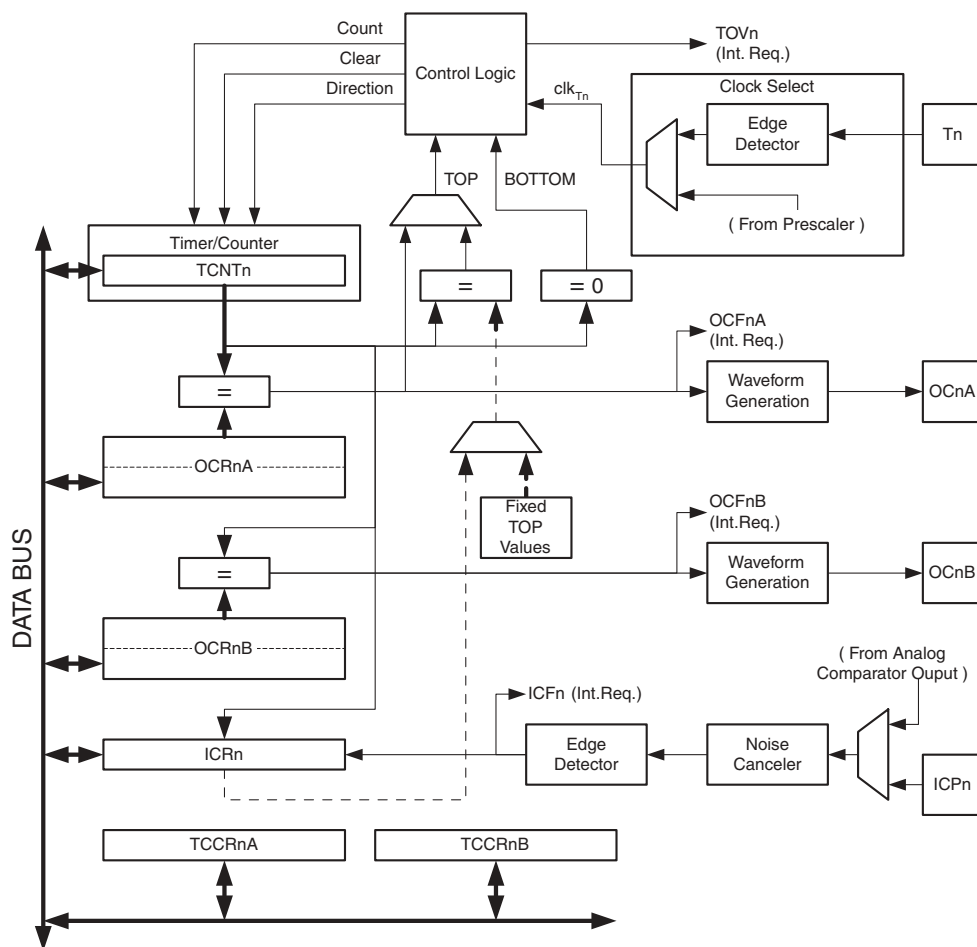 Count
Clear
Direction
Control Logic
TOVn
(Int. Req.)
clkTn
Clock Select
Edge
Detector
Tn
( From Prescaler )
TOP
BOTTOM
Timer/Counter
TCNTn
=
= 0
OCFnA
(Int. Req.)
=
Waveform
Generation
OCnA
OCRnA
Fixed
TOP
Values
OCFnB
(Int.Req.)
=
Waveform
Generation
OCnB
OCRnB
DATA BUS
( From Analog
Comparator Ouput )
ICFn (Int.Req.)
ICRn
Edge
Detector
Noise
Canceler
ICPn
TCCRnA
TCCRnB